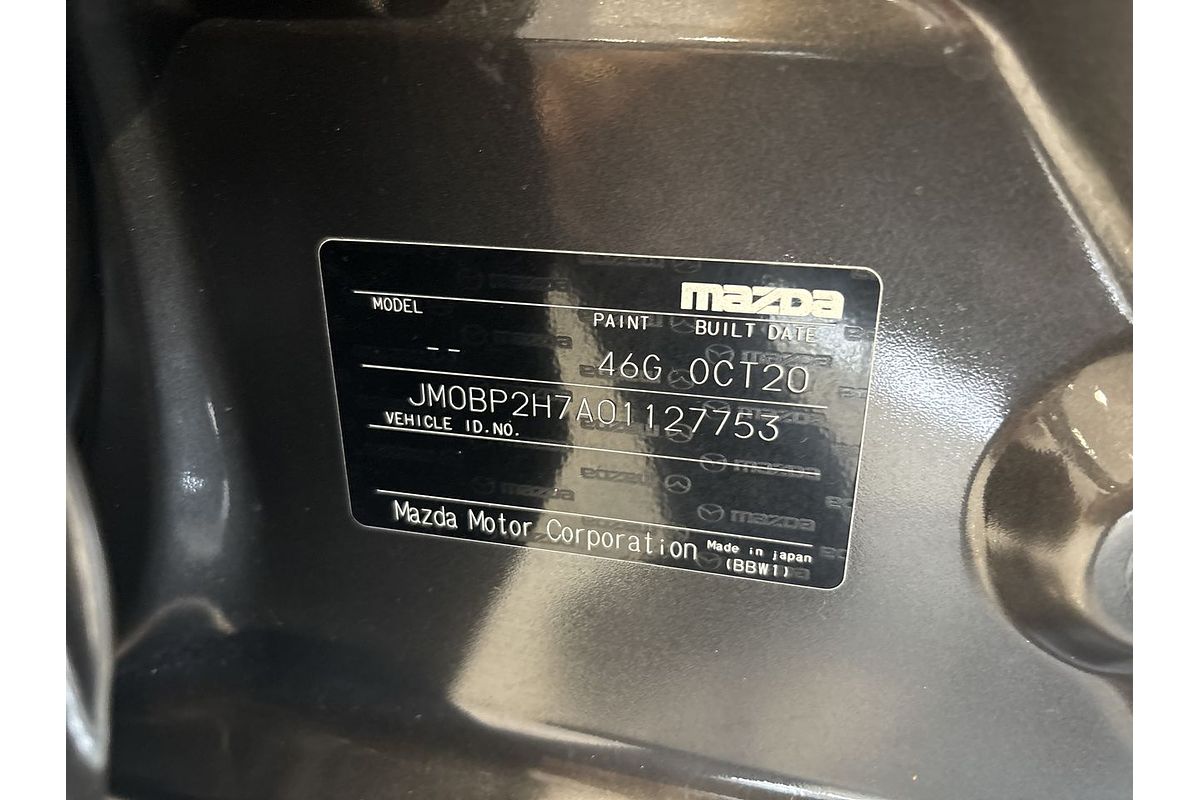 mazda
MODEL PAINT BUILT DATE
-- 46G OCT20
JM0BP2H7A01127753
VEHICLE ID.NO.
Mazda Motor Corporation Made in japan
(BBW1)